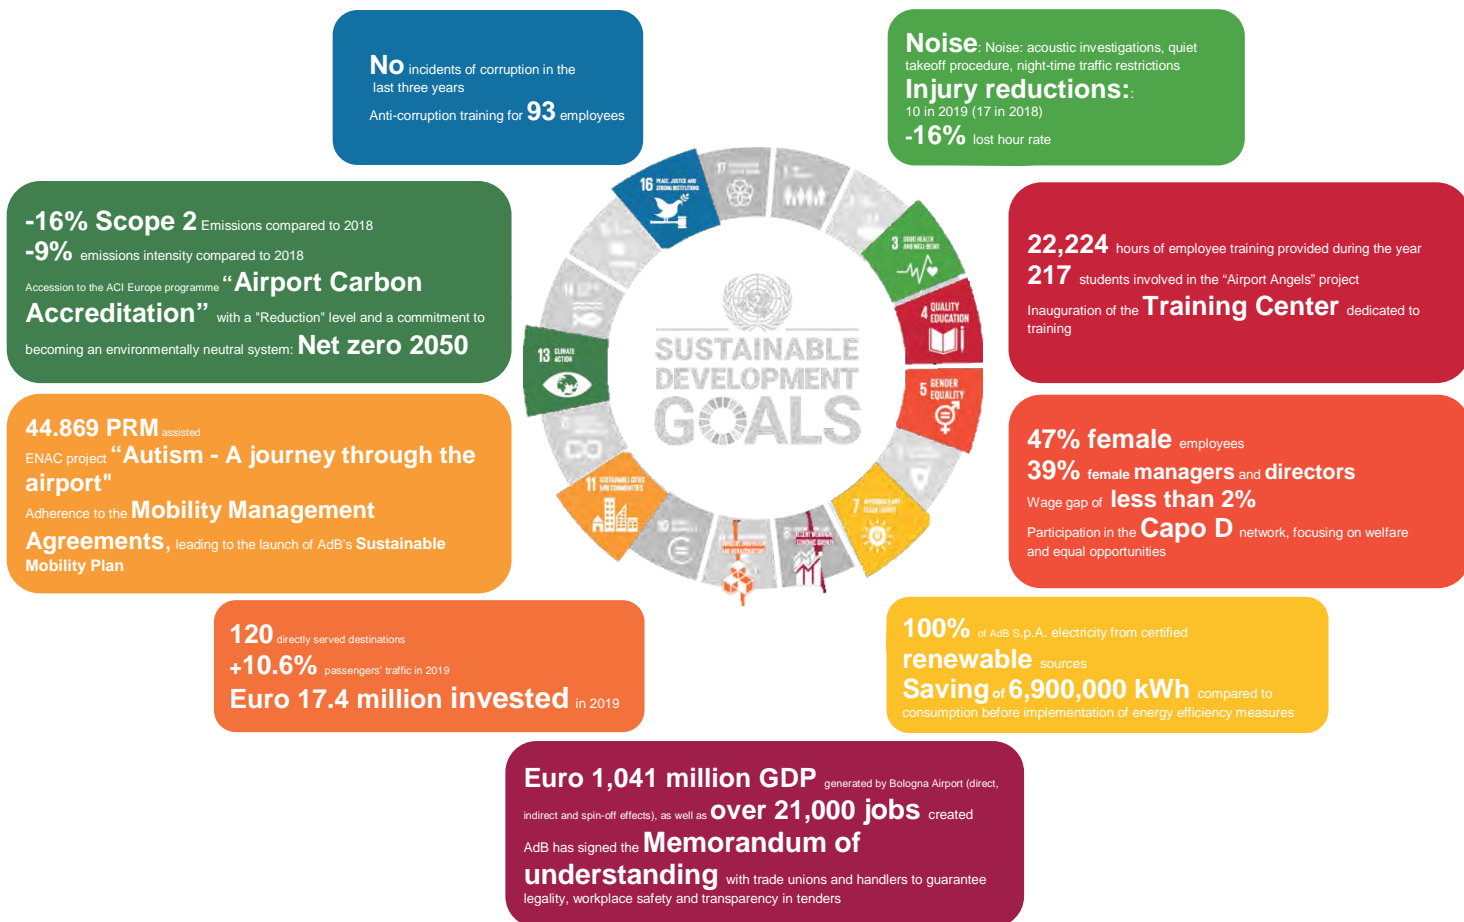 No incidents of corruption in the
last three years
Anti-corruption training for 93 employees
Noise: Noise: acoustic investigations, quiet
takeoff procedure, night-time traffic restrictions
Injury reductions::
10 in 2019 (17 in 2018)
-16% lost hour rate
-16% Scope 2 Emissions compared to 2018
-9% emissions intensity compared to 2018
Accession to the ACI Europe programme “Airport Carbon
Accreditation” with a "Reduction" level and a commitment to
becoming an environmentally neutral system: Net zero 2050
22,224 hours of employee training provided during the year
217 students involved in the “Airport Angels” project
Inauguration of the Training Center dedicated to
training
16 PEACE, JUSTICE AND
STRONG INSTITUTIONS
17
1
3 GOOD HEALTH
AND WELL-BEING
4 QUALITY
EDUCATION
5 GENDER
EQUALITY
13 CLIMATE
ACTION
SUSTAINABLE
DEVELOPMENT
GOALS
11 SUSTAINABLE CITIES
AND COMMUNITIES
10
8
7
44.869 PRM assisted
ENAC project “Autism - A journey through the
airport"
Adherence to the Mobility Management
Agreements, leading to the launch of AdB's Sustainable
Mobility Plan
47% female employees
39% female managers and directors
Wage gap of less than 2%
Participation in the Capo D network, focusing on welfare
and equal opportunities
120 directly served destinations
+10.6% passengers' traffic in 2019
Euro 17.4 million invested in 2019
100% of AdB S.p.A. electricity from certified
renewable sources
Saving of 6,900,000 kWh compared to
consumption before implementation of energy efficiency measures
Euro 1,041 million GDP generated by Bologna Airport (direct,
indirect and spin-off effects), as well as over 21,000 jobs created
AdB has signed the Memorandum of
understanding with trade unions and handlers to guarantee
legality, workplace safety and transparency in tenders